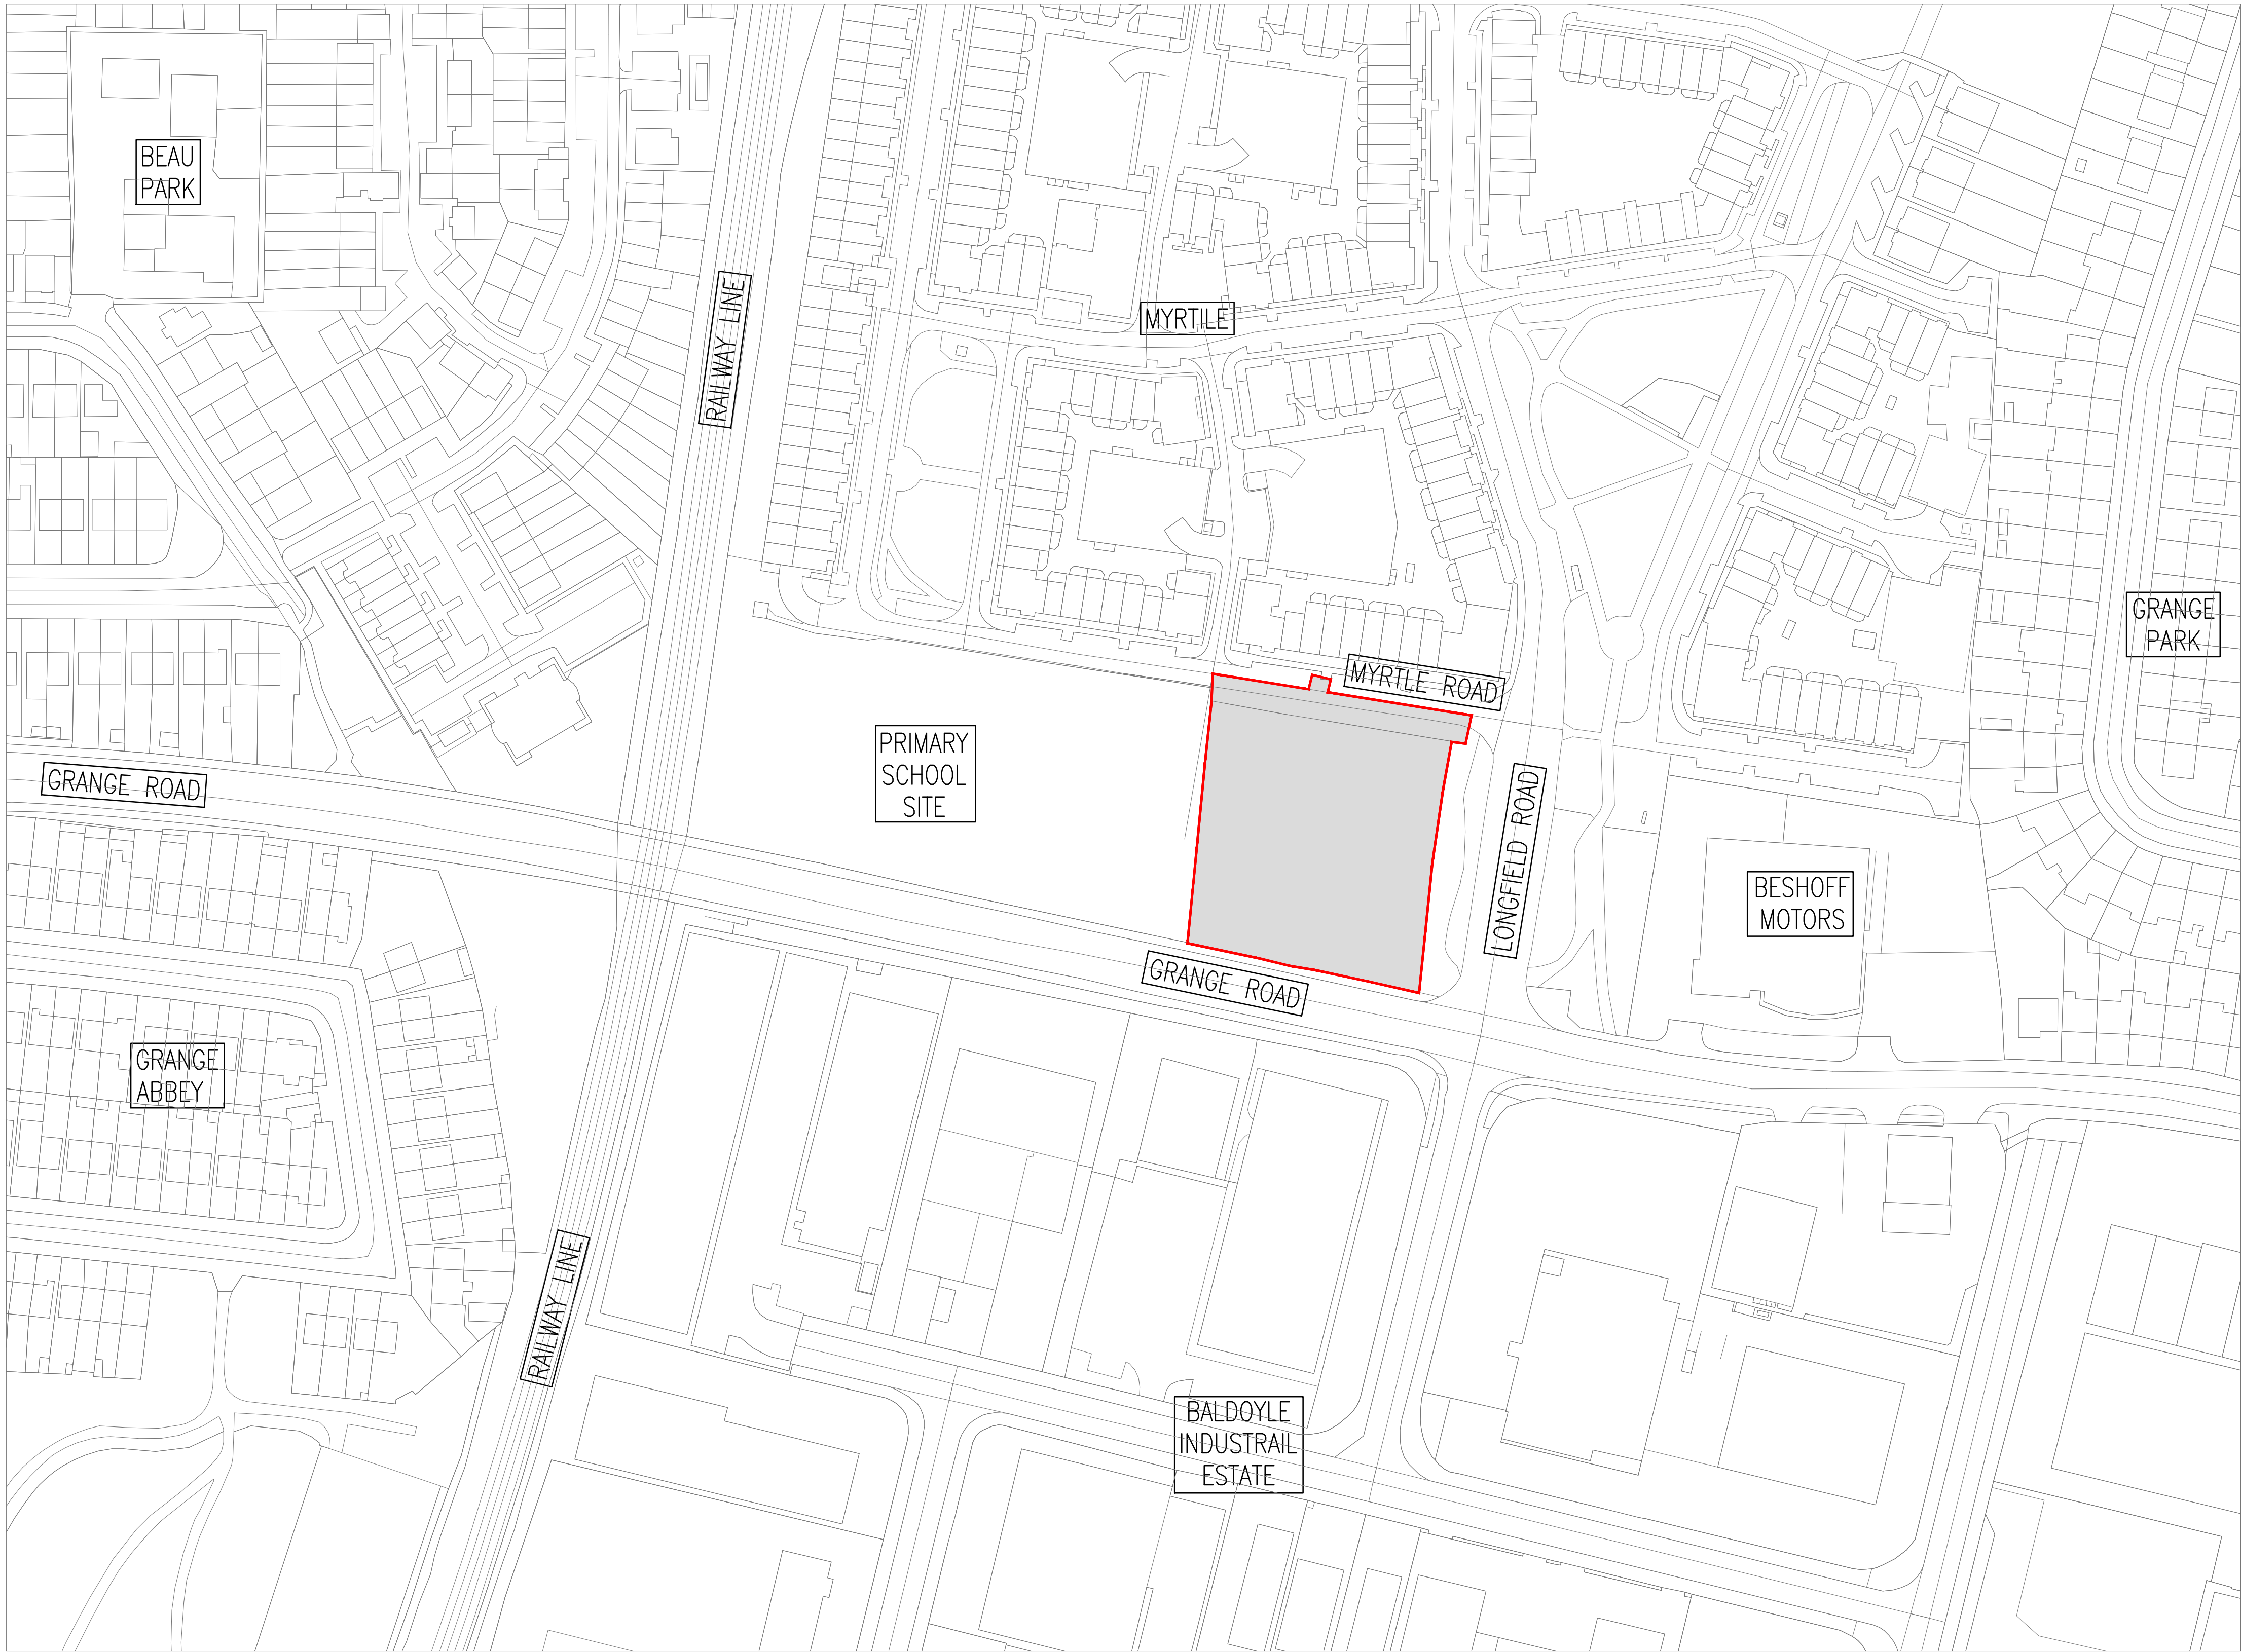 BEAU
PARK
RAILWAY LINE
MYRTILE
GRANGE
PARK
MYRTLE ROAD
PRIMARY
SCHOOL
SITE
GRANGE ROAD
LONGFIELD ROAD
BESHOFF
MOTORS
GRANGE ROAD
GRANGE
ABBEY
RAILWAY LINE
BALDOYLE
INDUSTRAIL
ESTATE